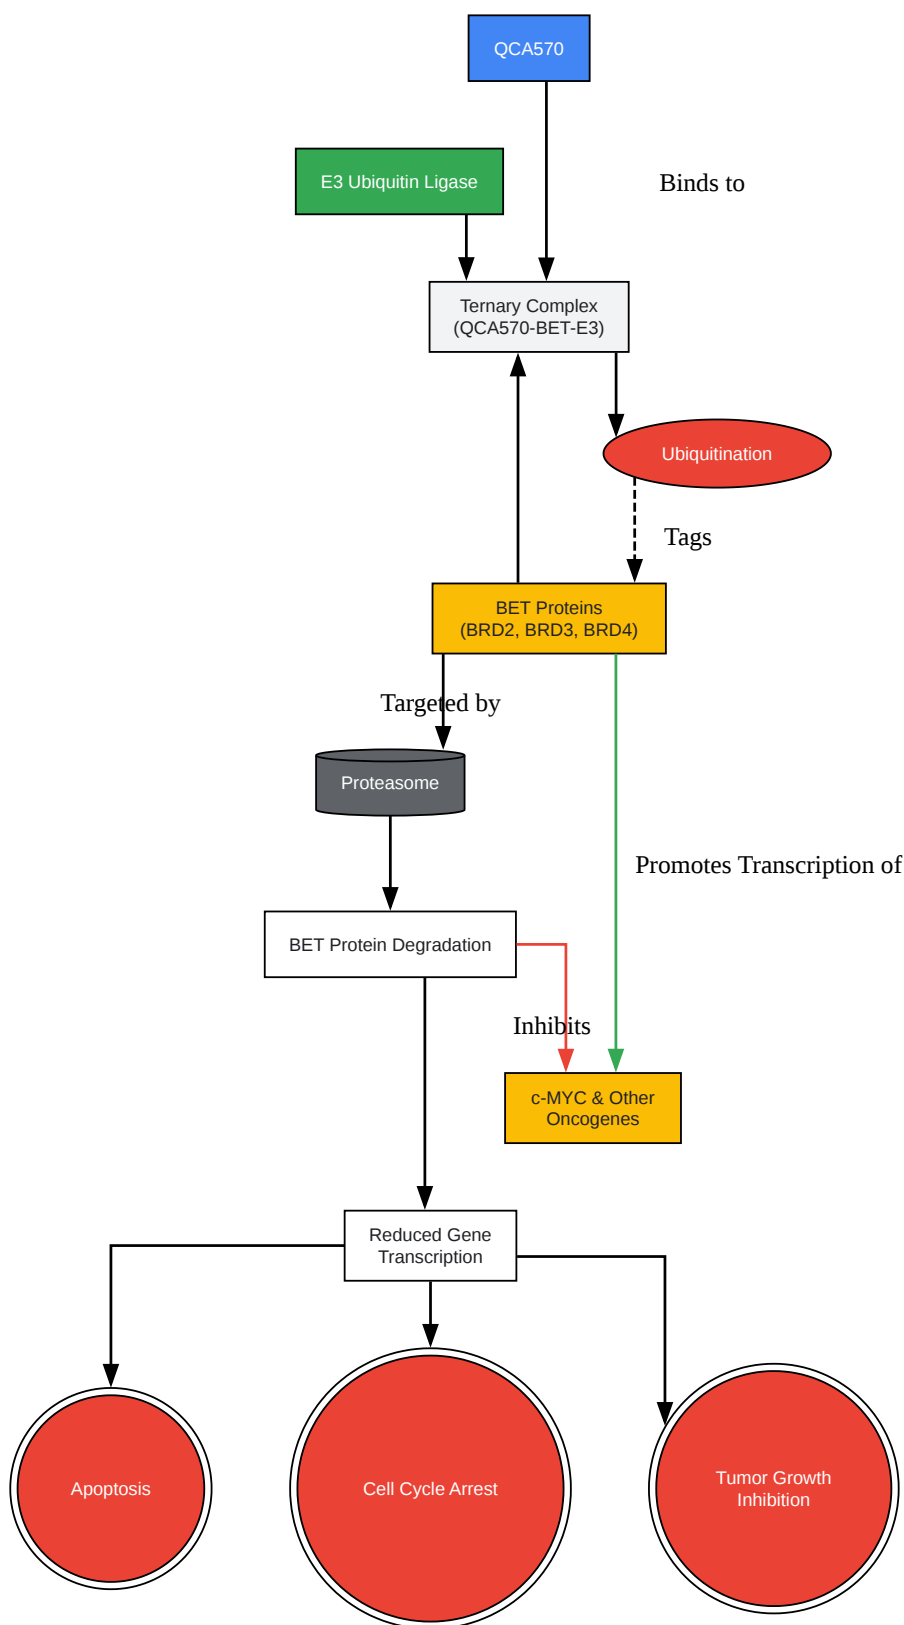 QCA570
E3 Ubiquitin Ligase
Binds to
Ternary Complex
(QCA570-BET-E3)
Ubiquitination
Tags
BET Proteins
(BRD2, BRD3, BRD4)
Targeted by
Proteasome
Promotes Transcription of
BET Protein Degradation
Inhibits
c-MYC & Other
Oncogenes
Reduced Gene
Transcription
Apoptosis
Cell Cycle Arrest
Tumor Growth
Inhibition